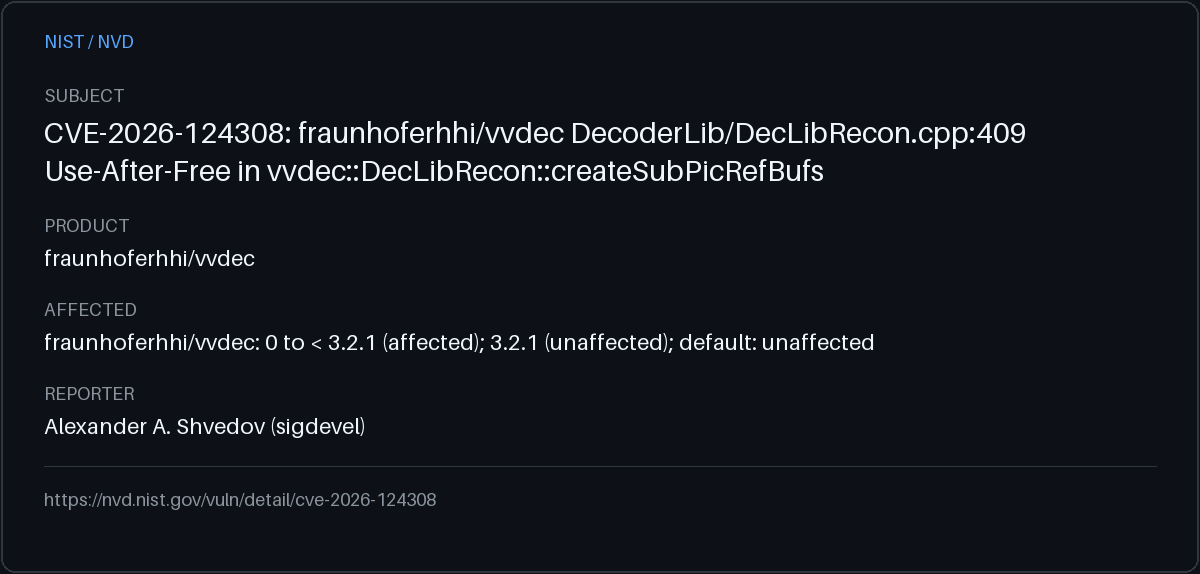 NIST / NVD
SUBJECT
CVE-2026-124308: fraunhoferhhi/vvdec DecoderLib/DecLibRecon.cpp:409
Use-After-Free in vvdec::DecLibRecon::createSubPicRefBufs
PRODUCT
fraunhoferhhi/vvdec
AFFECTED
fraunhoferhhi/vvdec: 0 to < 3.2.1 (affected); 3.2.1 (unaffected); default: unaffected
REPORTER
Alexander A. Shvedov (sigdevel)
https://nvd.nist.gov/vuln/detail/cve-2026-124308